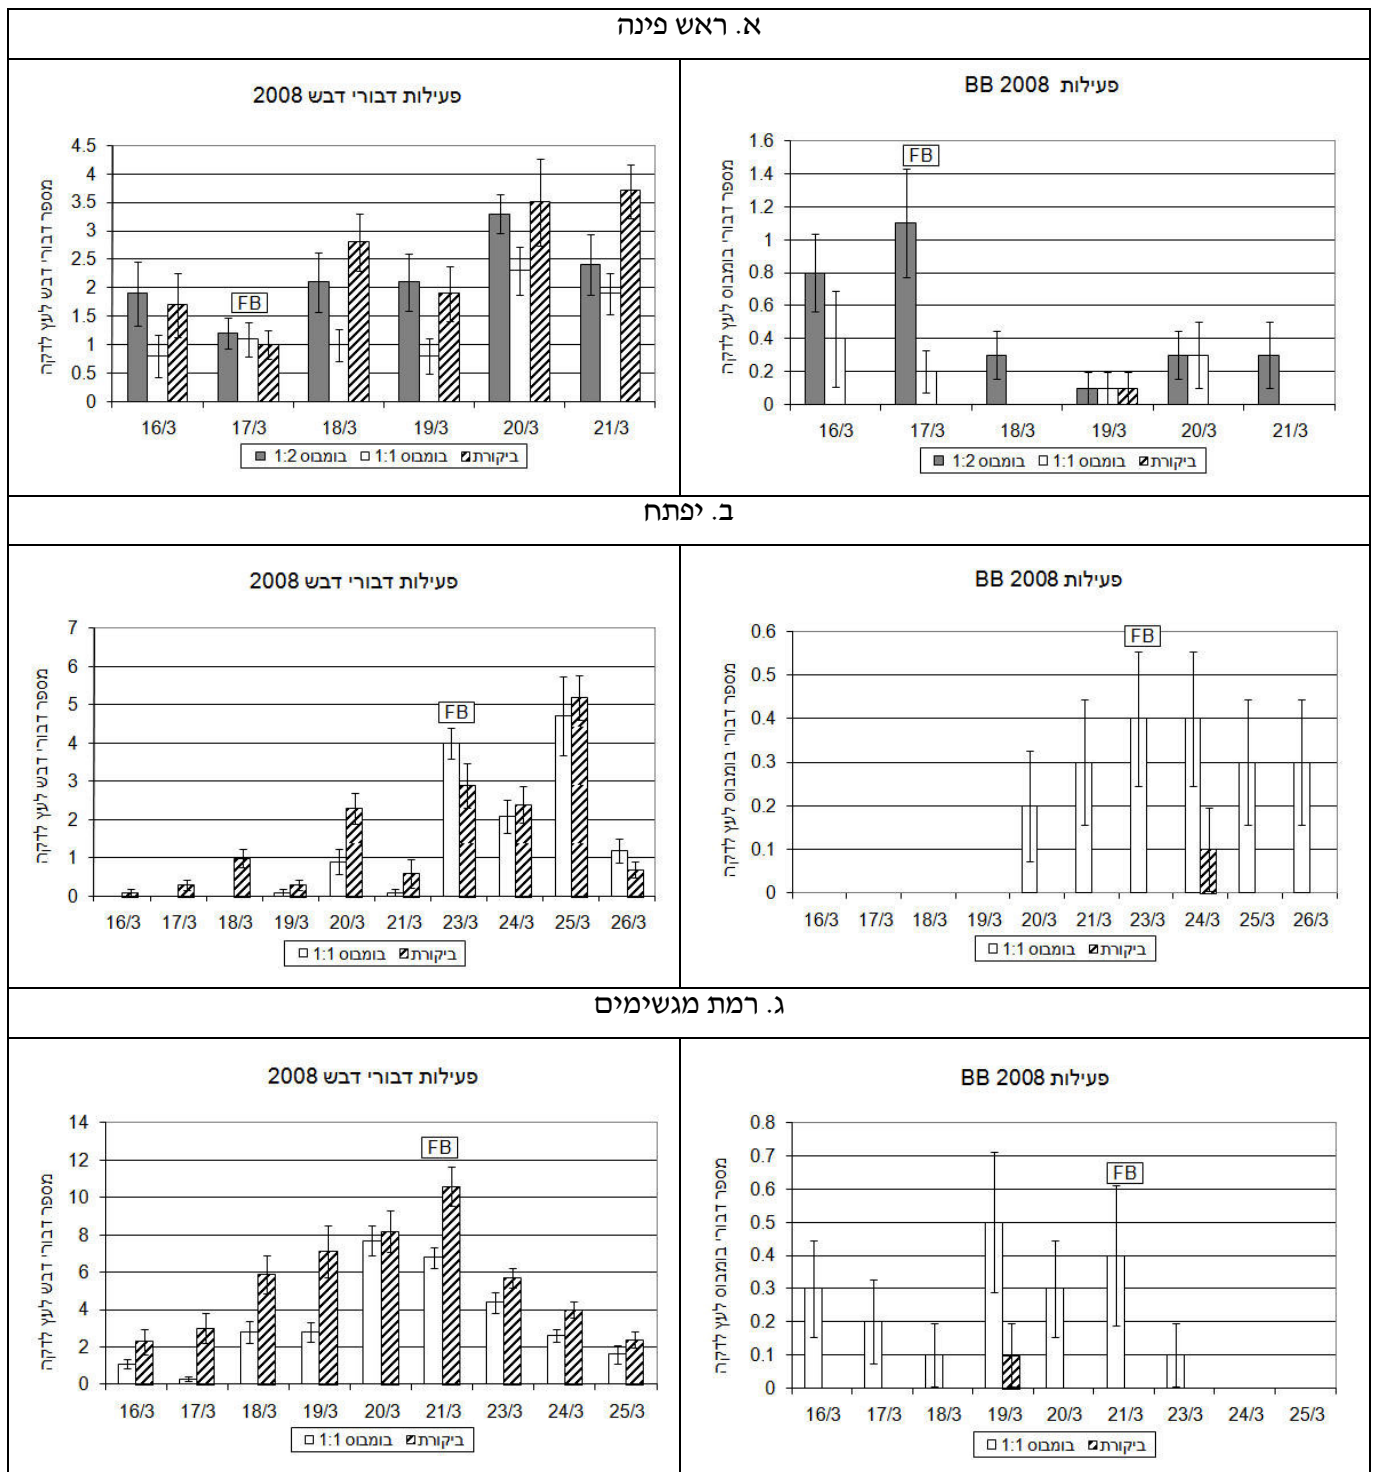 א. ראש פינה
פעילות דבורי דבש 2008
מספר דבורי דבש לעץ לדקה
4.5
4
3.5
3
2.5
2
1.5
1
0.5
0
FB
16/3 17/3 18/3 19/3 20/3 21/3
בומבוס 1:2 בומבוס 1:1 ביקורת
פעילות BB 2008
מספר דבורי בומבוס לעץ לדקה
1.6
1.4
1.2
1
0.8
0.6
0.4
0.2
0
FB
16/3 17/3 18/3 19/3 20/3 21/3
בומבוס 1:2 בומבוס 1:1 ביקורת
ב. יפתח
פעילות דבורי דבש 2008
מספר דבורי דבש לעץ לדקה
7
6
5
4
3
2
1
0
FB
16/3 17/3 18/3 19/3 20/3 21/3 23/3 24/3 25/3 26/3
בומבוס 1:1 ביקורת
פעילות BB 2008
מספר דבורי בומבוס לעץ לדקה
0.6
0.5
0.4
0.3
0.2
0.1
0
FB
16/3 17/3 18/3 19/3 20/3 21/3 23/3 24/3 25/3 26/3
בומבוס 1:1 ביקורת
ג. רמת מגשימים
פעילות דבורי דבש 2008
מספר דבורי דבש לעץ לדקה
14
12
10
8
6
4
2
0
FB
16/3 17/3 18/3 19/3 20/3 21/3 23/3 24/3 25/3
בומבוס 1:1 ביקורת
פעילות BB 2008
מספר דבורי בומבוס לעץ לדקה
0.8
0.7
0.6
0.5
0.4
0.3
0.2
0.1
0
FB
16/3 17/3 18/3 19/3 20/3 21/3 23/3 24/3 25/3
בומבוס 1:1 ביקורת